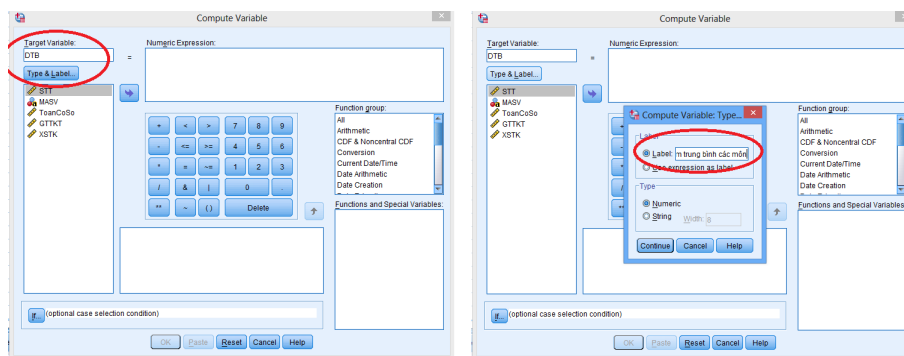 Compute Variable
Target Variable:
DTB
=
Numeric Expression:
Type & Label...
STT
MASV
ToanCoSo
GTTKT
XSTK
+ < > 7 8 9
- <= >= 4 5 6
* = ~= 1 2 3
/ & | 0 .
** ~ () Delete
Function group:
All
Arithmetic
CDF & Noncentral CDF
Conversion
Current Date/Time
Date Arithmetic
Date Creation
Functions and Special Variables:
If... (optional case selection condition)
OK Paste Reset Cancel Help
Compute Variable
Target Variable:
DTB
=
Numeric Expression:
Type & Label...
STT
MASV
ToanCoSo
GTTKT
XSTK
Compute Variable: Type...
Label
Label: m trung bình các môn
Use expression as label
Type
Numeric
String Width: 8
Continue Cancel Help
Function group:
All
Arithmetic
CDF & Noncentral CDF
Conversion
Current Date/Time
Date Arithmetic
Date Creation
Functions and Special Variables:
If... (optional case selection condition)
OK Paste Reset Cancel Help